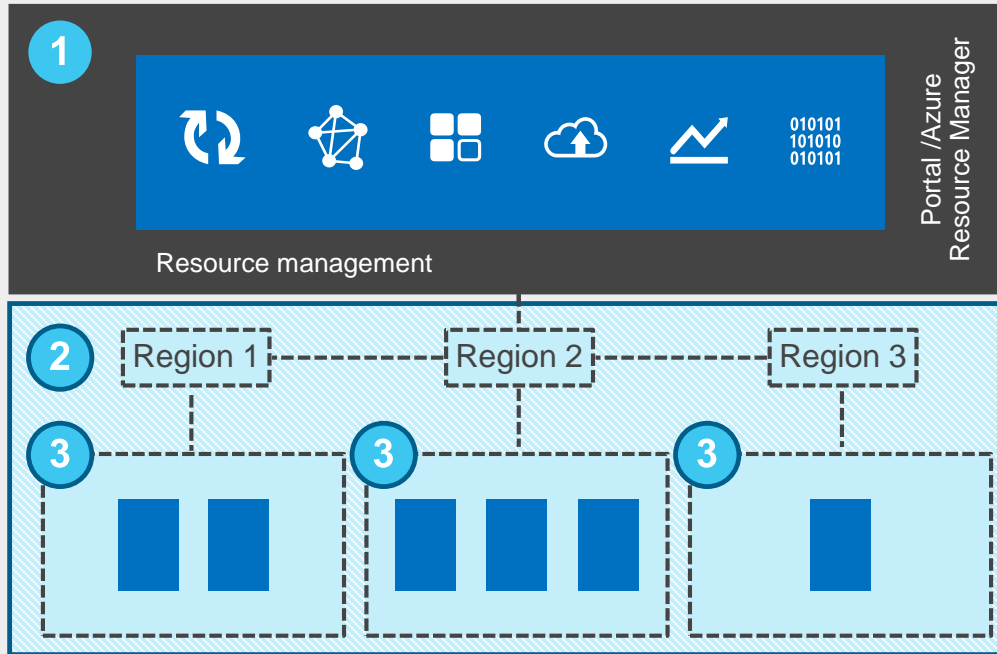 1
010101
101010
010101
Portal /Azure
Resource Manager
Resource management
2
Region 1
Region 2
Region 3
3
3
3